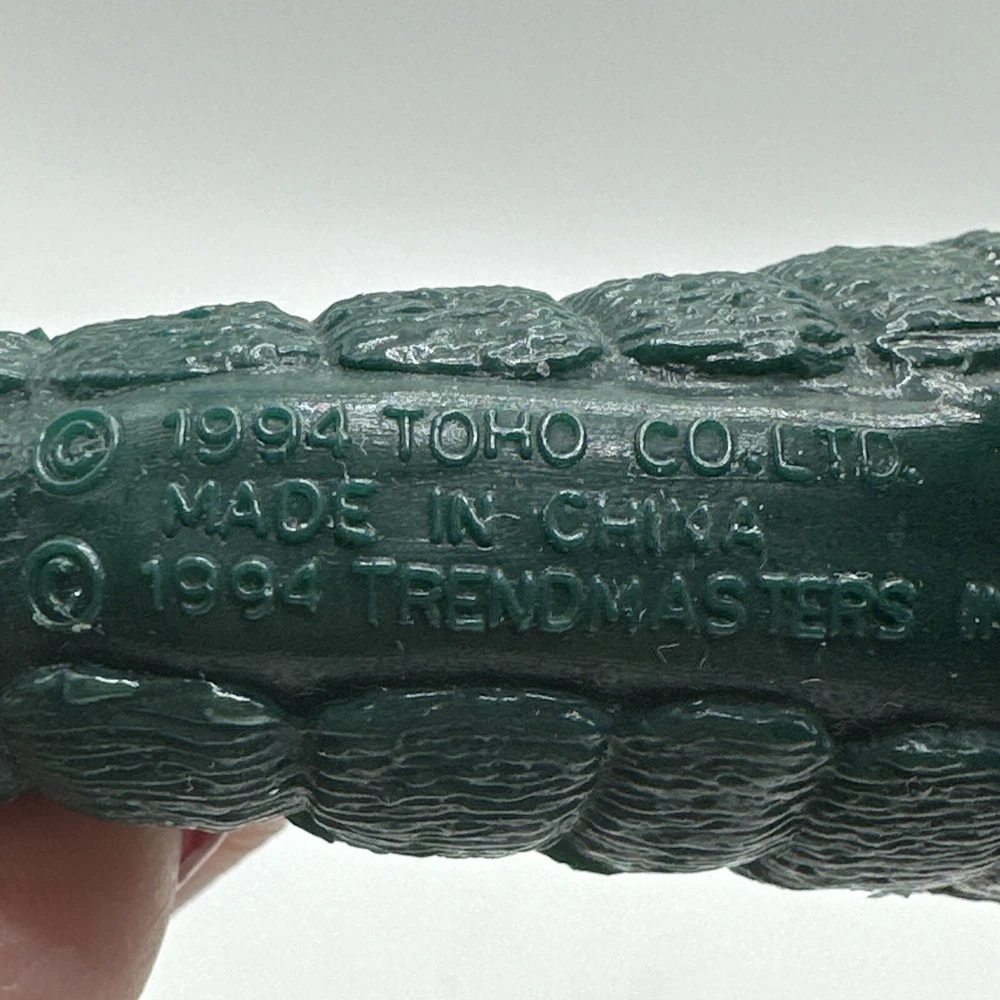 © 1994 TOHO CO.LTD.
MADE IN CHINA
© 1994 TRENDMASTERS